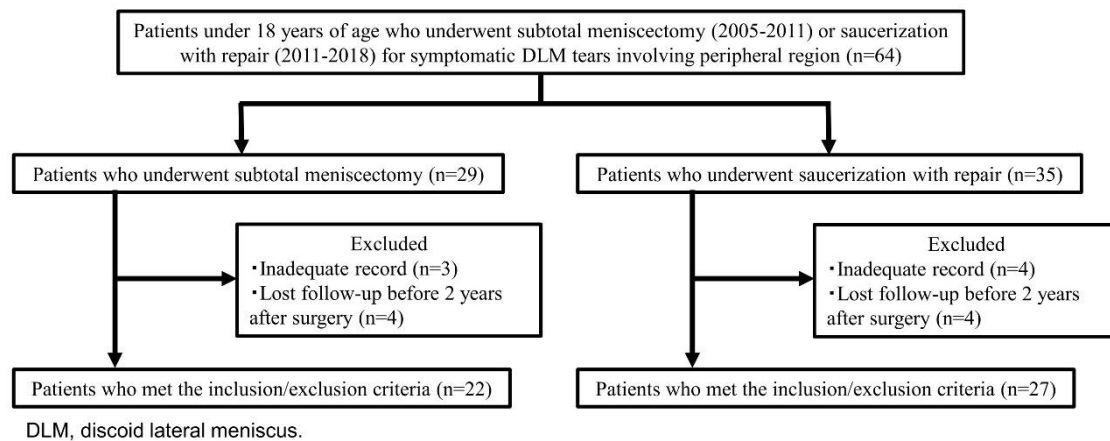 Patients under 18 years of age who underwent subtotal meniscectomy (2005-2011) or saucerization
with repair (2011-2018) for symptomatic DLM tears involving peripheral region (n=64)
Patients who underwent subtotal meniscectomy (n=29)
Patients who underwent saucerization with repair (n=35)
Excluded
・Inadequate record (n=3)
・Lost follow-up before 2 years
after surgery (n=4)
Excluded
・Inadequate record (n=4)
・Lost follow-up before 2 years
after surgery (n=4)
Patients who met the inclusion/exclusion criteria (n=22)
Patients who met the inclusion/exclusion criteria (n=27)
DLM, discoid lateral meniscus.